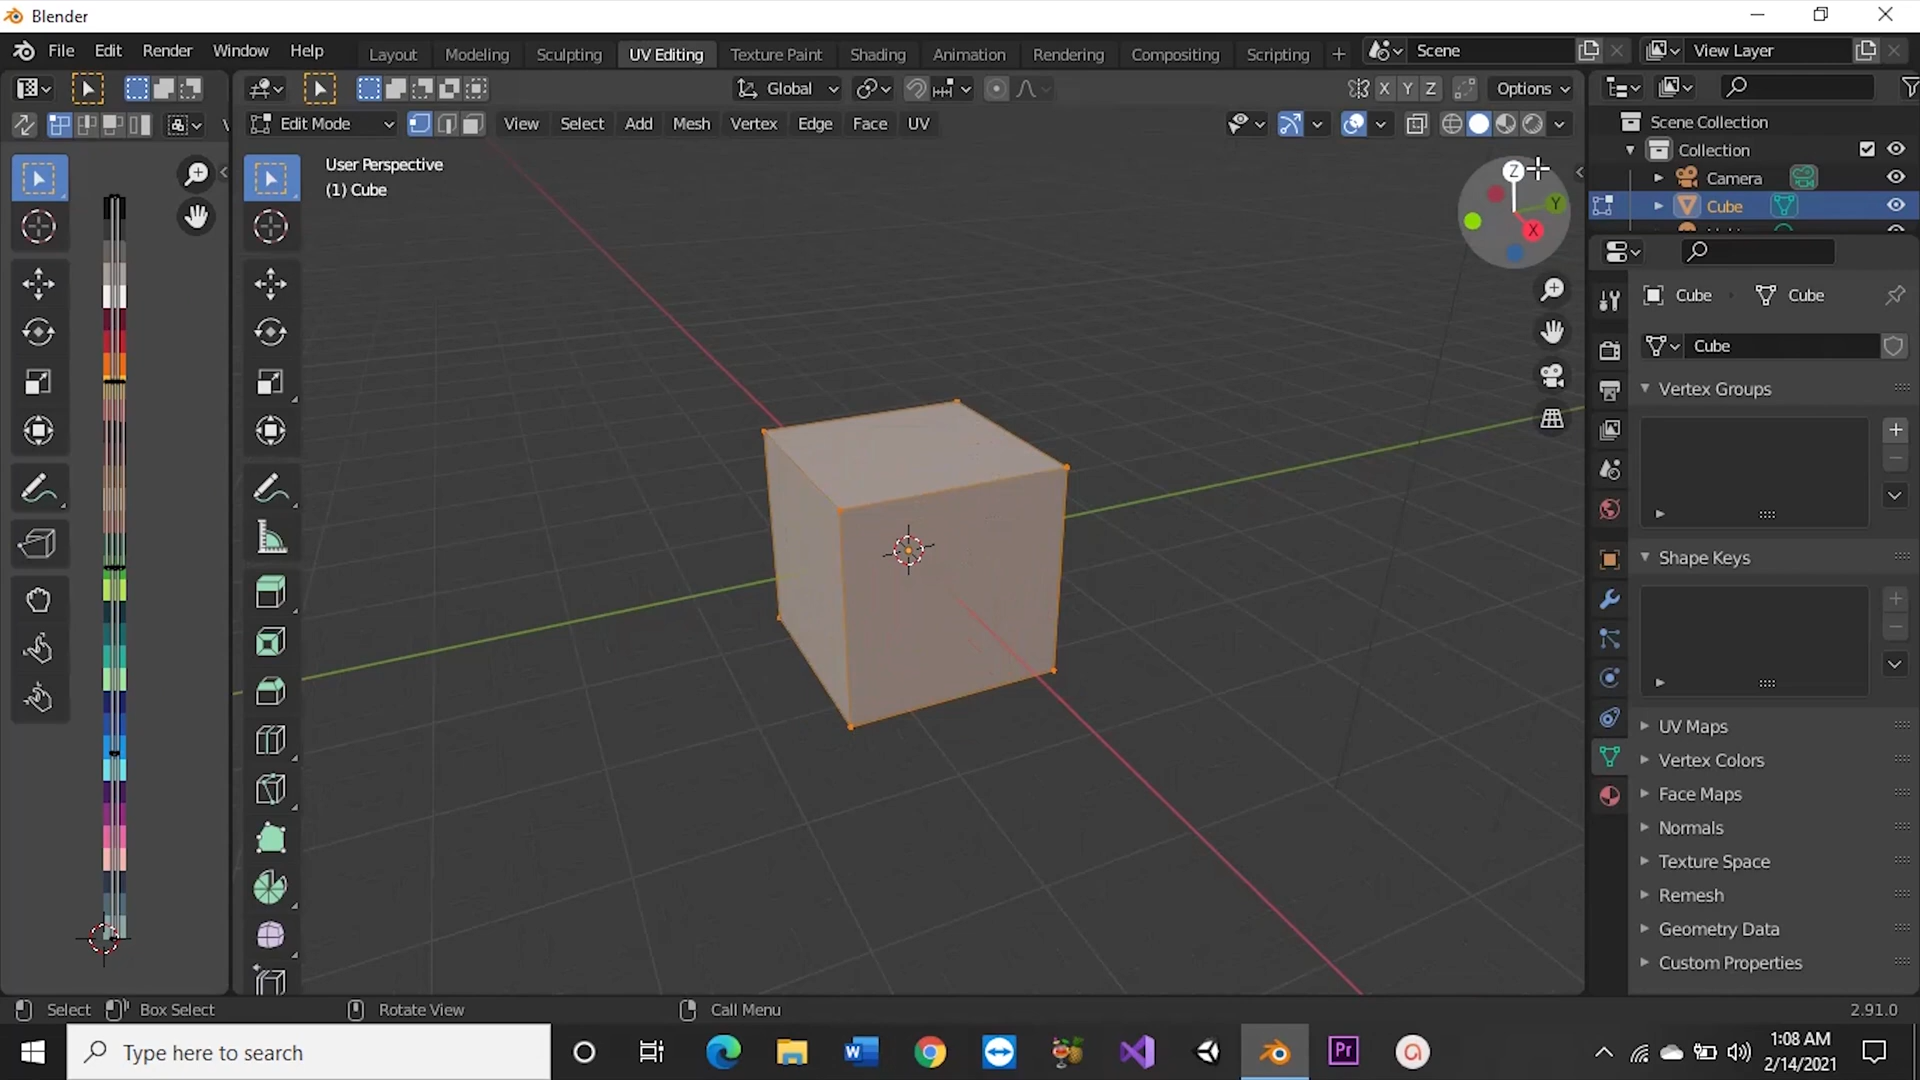 Blender
File Edit Render Window Help Layout Modeling Sculpting UV Editing Texture Paint Shading Animation Rendering Compositing Scripting + Scene View Layer
Global X Y Z Options
Edit Mode View Select Add Mesh Vertex Edge Face UV
Scene Collection
Collection
Camera
Cube
User Perspective
(1) Cube
Z
Y
X
Cube Cube
Cube
Vertex Groups
Shape Keys
UV Maps
Vertex Colors
Face Maps
Normals
Texture Space
Remesh
Geometry Data
Custom Properties
Select Box Select Rotate View Call Menu 2.91.0
Type here to search
Pr
1:08 AM
2/14/2021